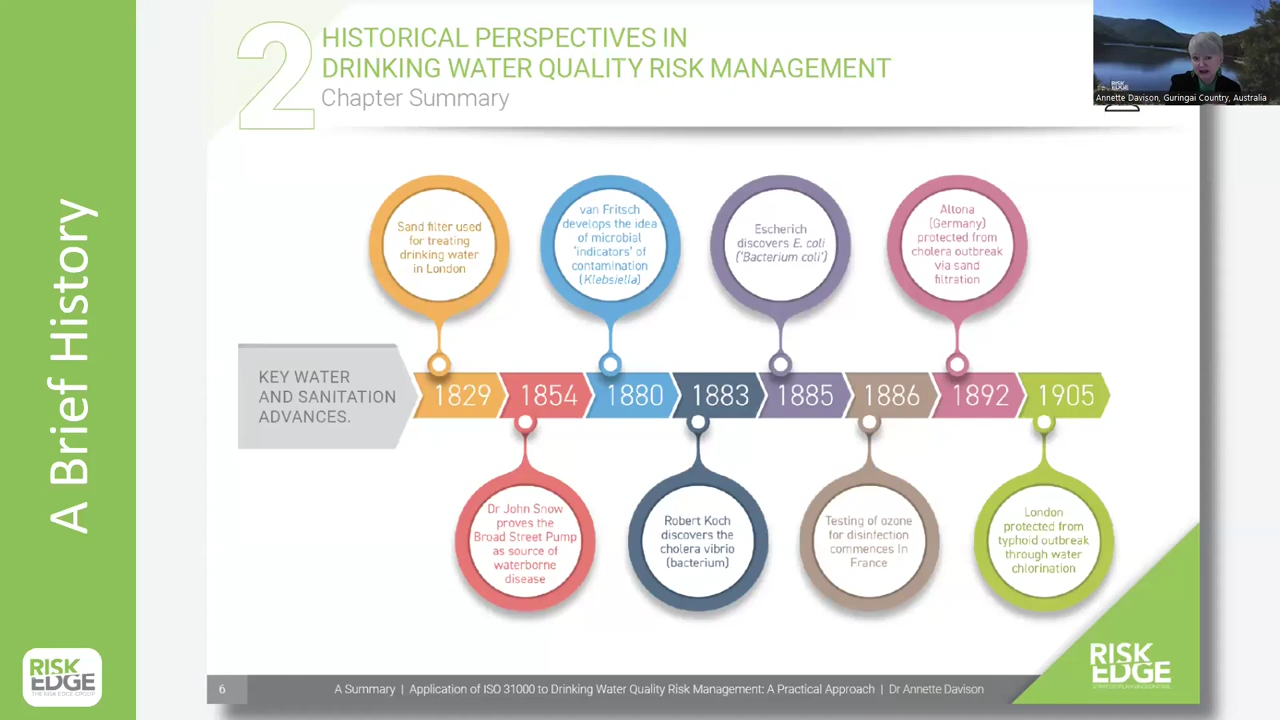 A Brief History
RISK
EDGE
THE RISK EDGE GROUP
2
HISTORICAL PERSPECTIVES IN
DRINKING WATER QUALITY RISK MANAGEMENT
Chapter Summary
RISK
EDGE
Annette Davison, Guringai Country, Australia
Sand filter used
for treating
drinking water
in London
van Fritsch
develops the idea
of microbial
'indicators' of
contamination
(Klebsiella)
Escherich
discovers E. coli
('Bacterium coli')
Altona
(Germany)
protected from
cholera outbreak
via sand
filtration
KEY WATER
AND SANITATION
ADVANCES.
1829
1854
1880
1883
1885
1886
1892
1905
Dr John Snow
proves the
Broad Street Pump
as source of
waterborne
disease
Robert Koch
discovers the
cholera vibrio
(bacterium)
Testing of ozone
for disinfection
commences In
France
London
protected from
typhoid outbreak
through water
chlorination
RISK
EDGE
6
A Summary | Application of ISO 31000 to Drinking Water Quality Risk Management: A Practical Approach | Dr Annette Davison